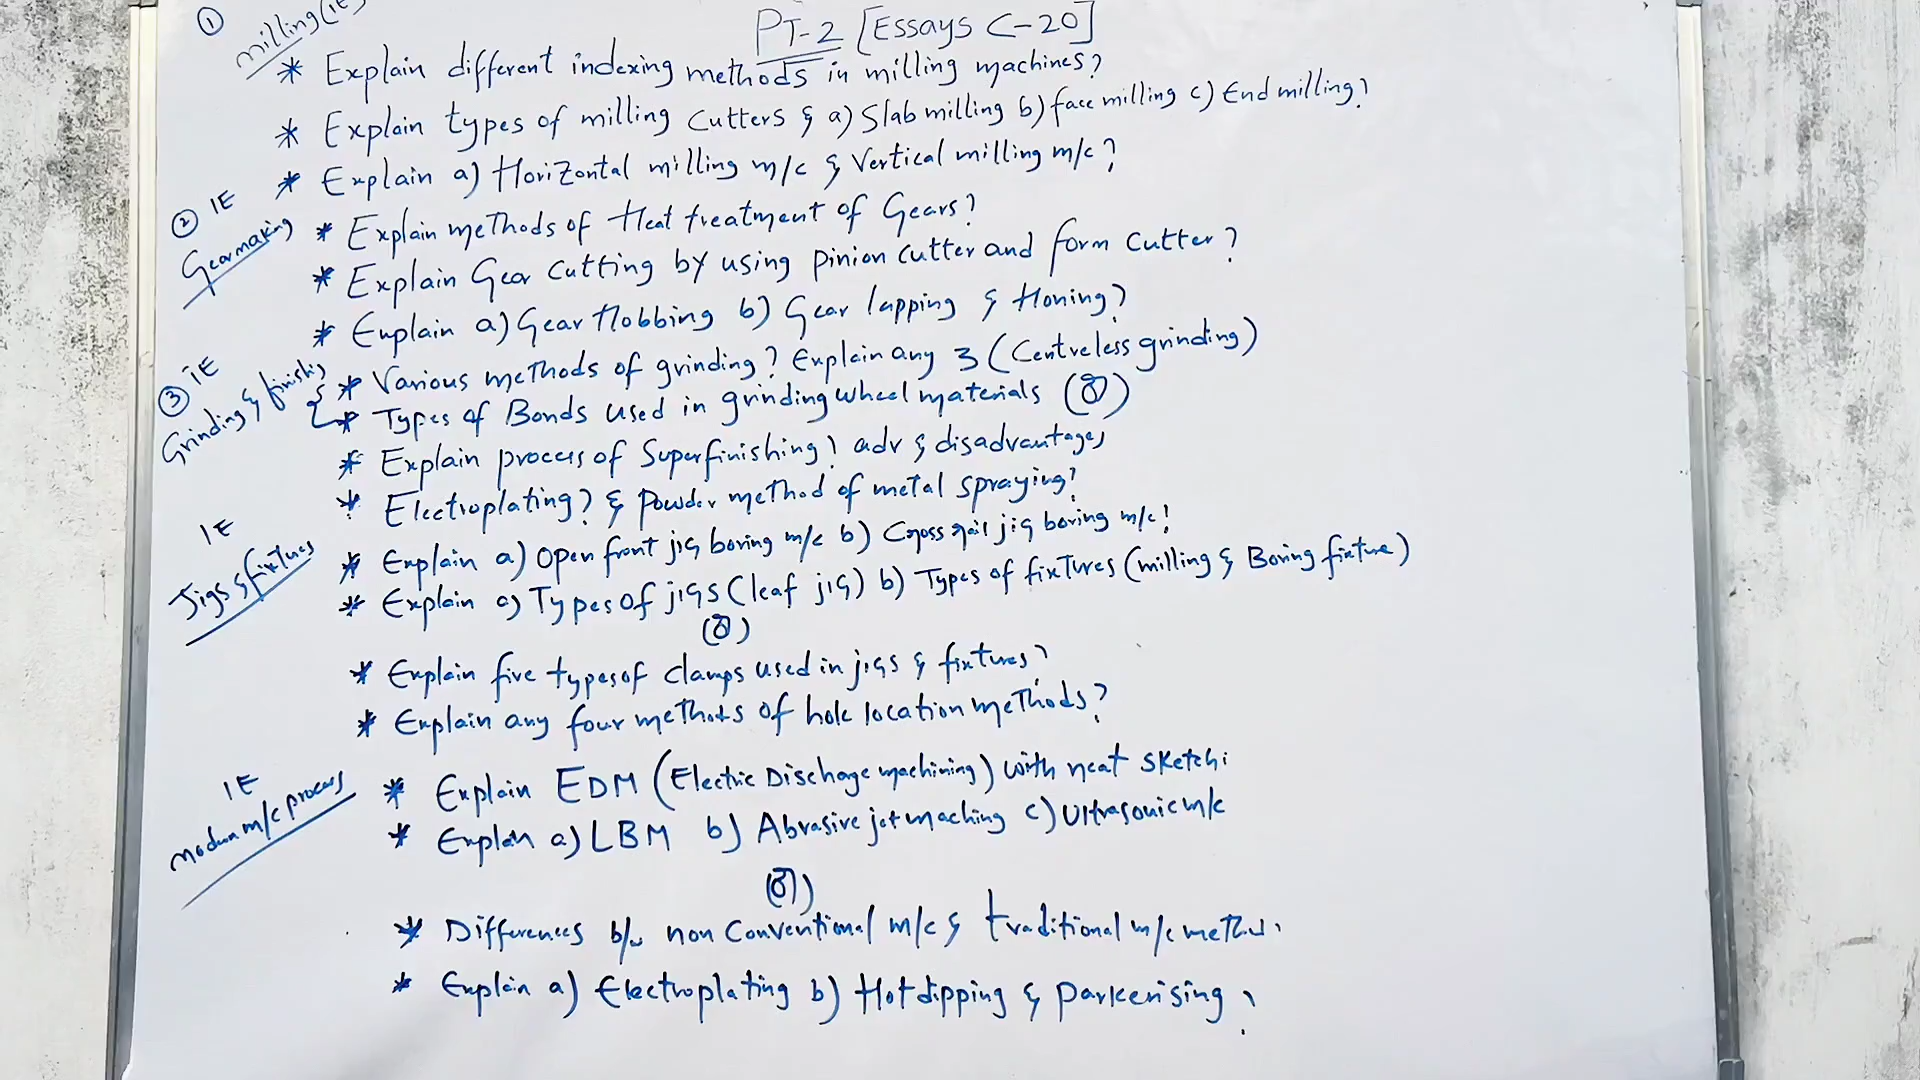 PT-2 [Essays C-20]
① milling (IE)
* Explain different indexing methods in milling machines?
* Explain types of milling cutters & a) Slab milling b) face milling c) End milling?
* Explain a) Horizontal milling m/c & Vertical milling m/c?
② IE
Gear making
* Explain methods of Heat treatment of Gears?
* Explain Gear cutting by using pinion cutter and form cutter?
* Explain a) Gear Hobbing b) Gear lapping & Honing?
③ IE
Grinding & finishing
* Various methods of grinding? Explain any 3 (Centreless grinding)
* Types of Bonds used in grinding wheel materials (ðŏ)
* Explain process of Superfinishing? adv & disadvantages
* Electroplating? & Powder method of metal spraying?
IE
Jigs & fixtures
* Explain a) Open front jig boring m/c b) Cross rail jig boring m/c!
* Explain a) Types of jigs (leaf jig) b) Types of fixtures (milling & Boring fixture)
* Explain five types of clamps used in jigs & fixtures?
* Explain any four methods of hole location methods?
IE
modern m/c process
* Explain EDM (Electric Discharge machining) with neat sketch:
* Explain a) LBM b) Abrasive jet maching c) Ultrasonic m/c
* Differences b/w non conventional m/c & traditional m/c method.
* Explain a) Electroplating b) Hot dipping & parkerising?